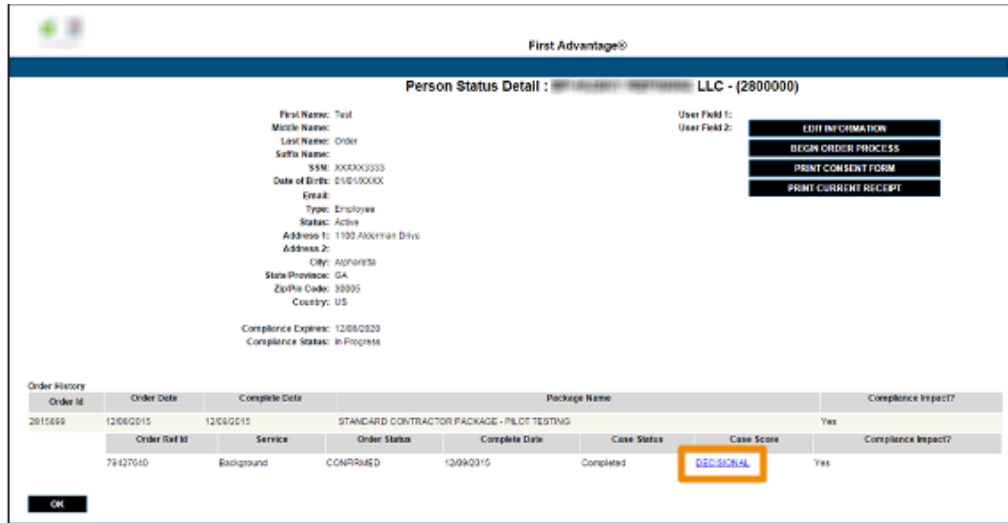 First Advantage®
Person Status Detail : LLC - (2800000)
First Name: Test
Middle Name:
Last Name: Order
Suffix Name:
SSN: XXXXX3333
Date of Birth: 01/01/XXXX
Email:
Type: Employee
Status: Active
Address 1: 1100 Alderman Drive
Address 2:
City: Alpharetta
State/Province: GA
Zip/Pin Code: 30005
Country: US
Compliance Expires: 12/08/2020
Compliance Status: In Progress
User Field 1:
User Field 2:
EDIT INFORMATION
BEGIN ORDER PROCESS
PRINT CONSENT FORM
PRINT CURRENT RECEIPT
Order History
Order Id Order Date Complete Date Package Name Compliance Impact?
2815699 12/08/2015 12/09/2015 STANDARD CONTRACTOR PACKAGE - PILOT TESTING Yes
Order Ref Id Service Order Status Complete Date Case Status Case Score Compliance Impact?
79427640 Background CONFIRMED 12/09/2015 Completed DECISIONAL Yes
OK